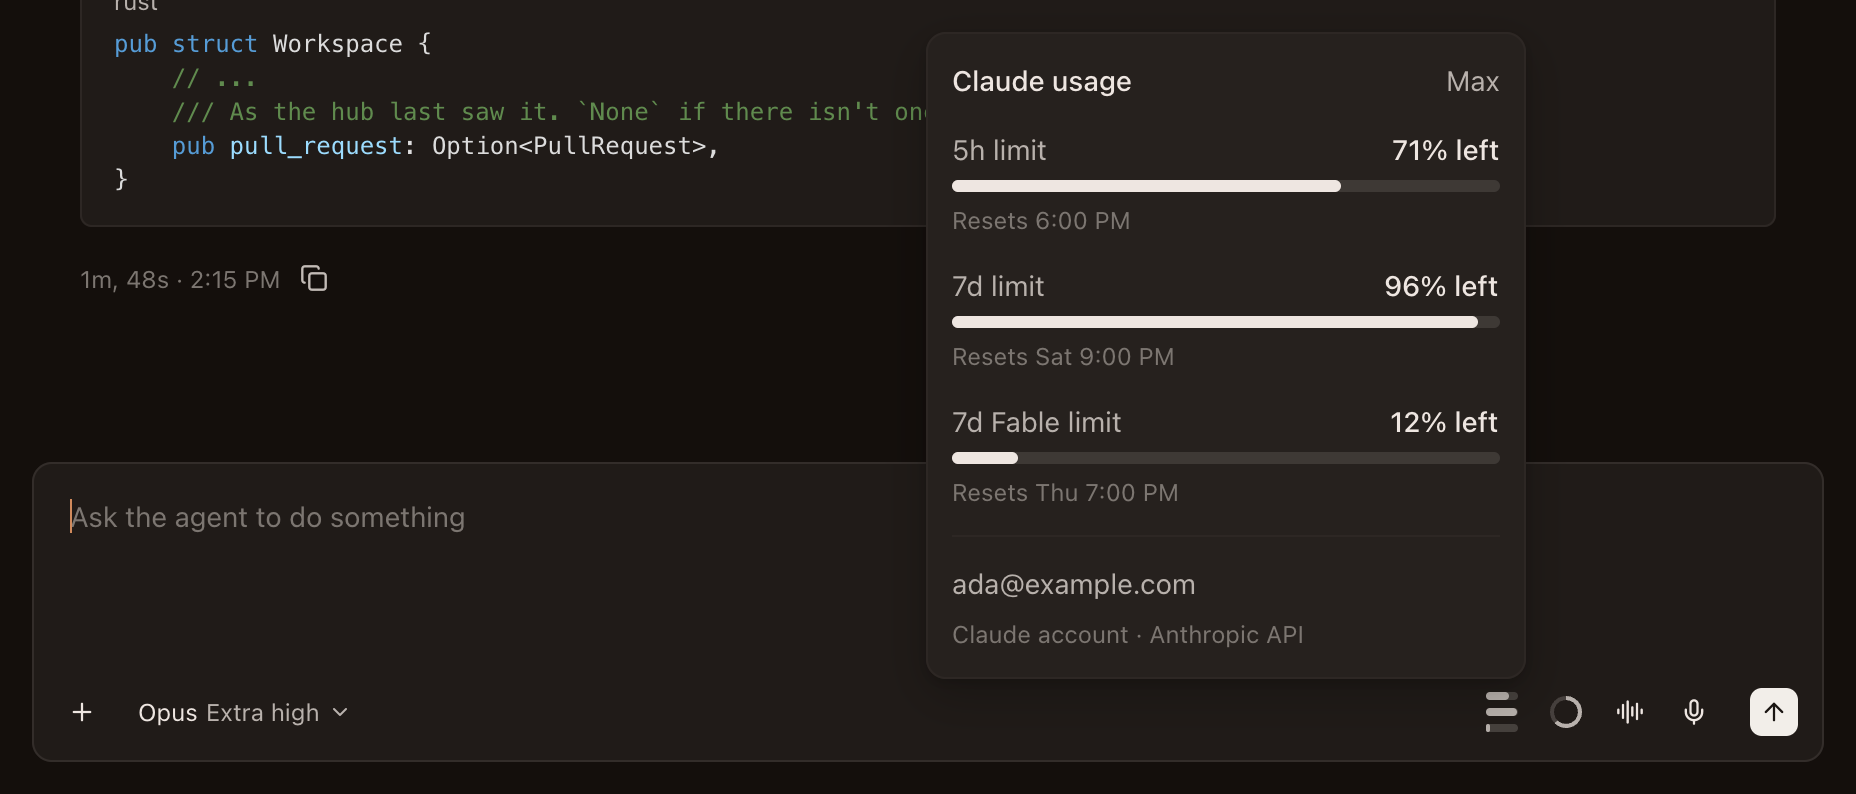 rust
pub struct Workspace {
// ...
/// As the hub last saw it. `None` if there isn't
pub pull_request: Option<PullRequest>,
}
1m, 48s · 2:15 PM
Claude usage Max
5h limit 71% left
Resets 6:00 PM
7d limit 96% left
Resets Sat 9:00 PM
7d Fable limit 12% left
Resets Thu 7:00 PM
ada@example.com
Claude account · Anthropic API
Ask the agent to do something
Opus Extra high